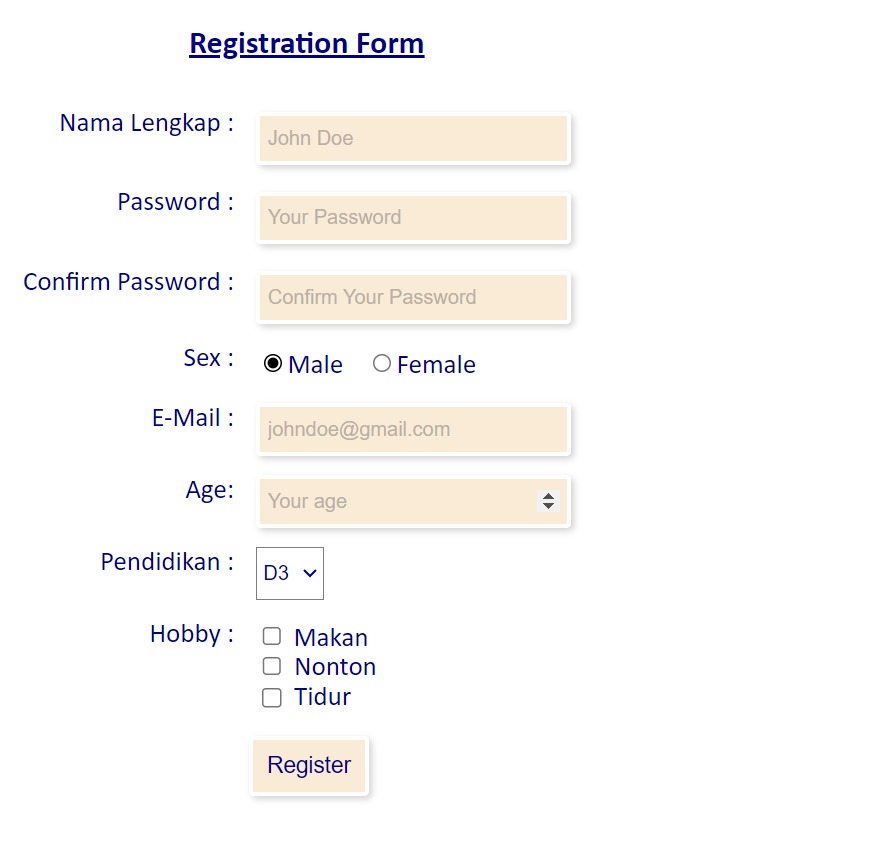 Registration Form
Nama Lengkap : John Doe
Password : Your Password
Confirm Password : Confirm Your Password
Sex : Male Female
E-Mail : johndoe@gmail.com
Age: Your age
Pendidikan : D3
Hobby : Makan
Nonton
Tidur
Register